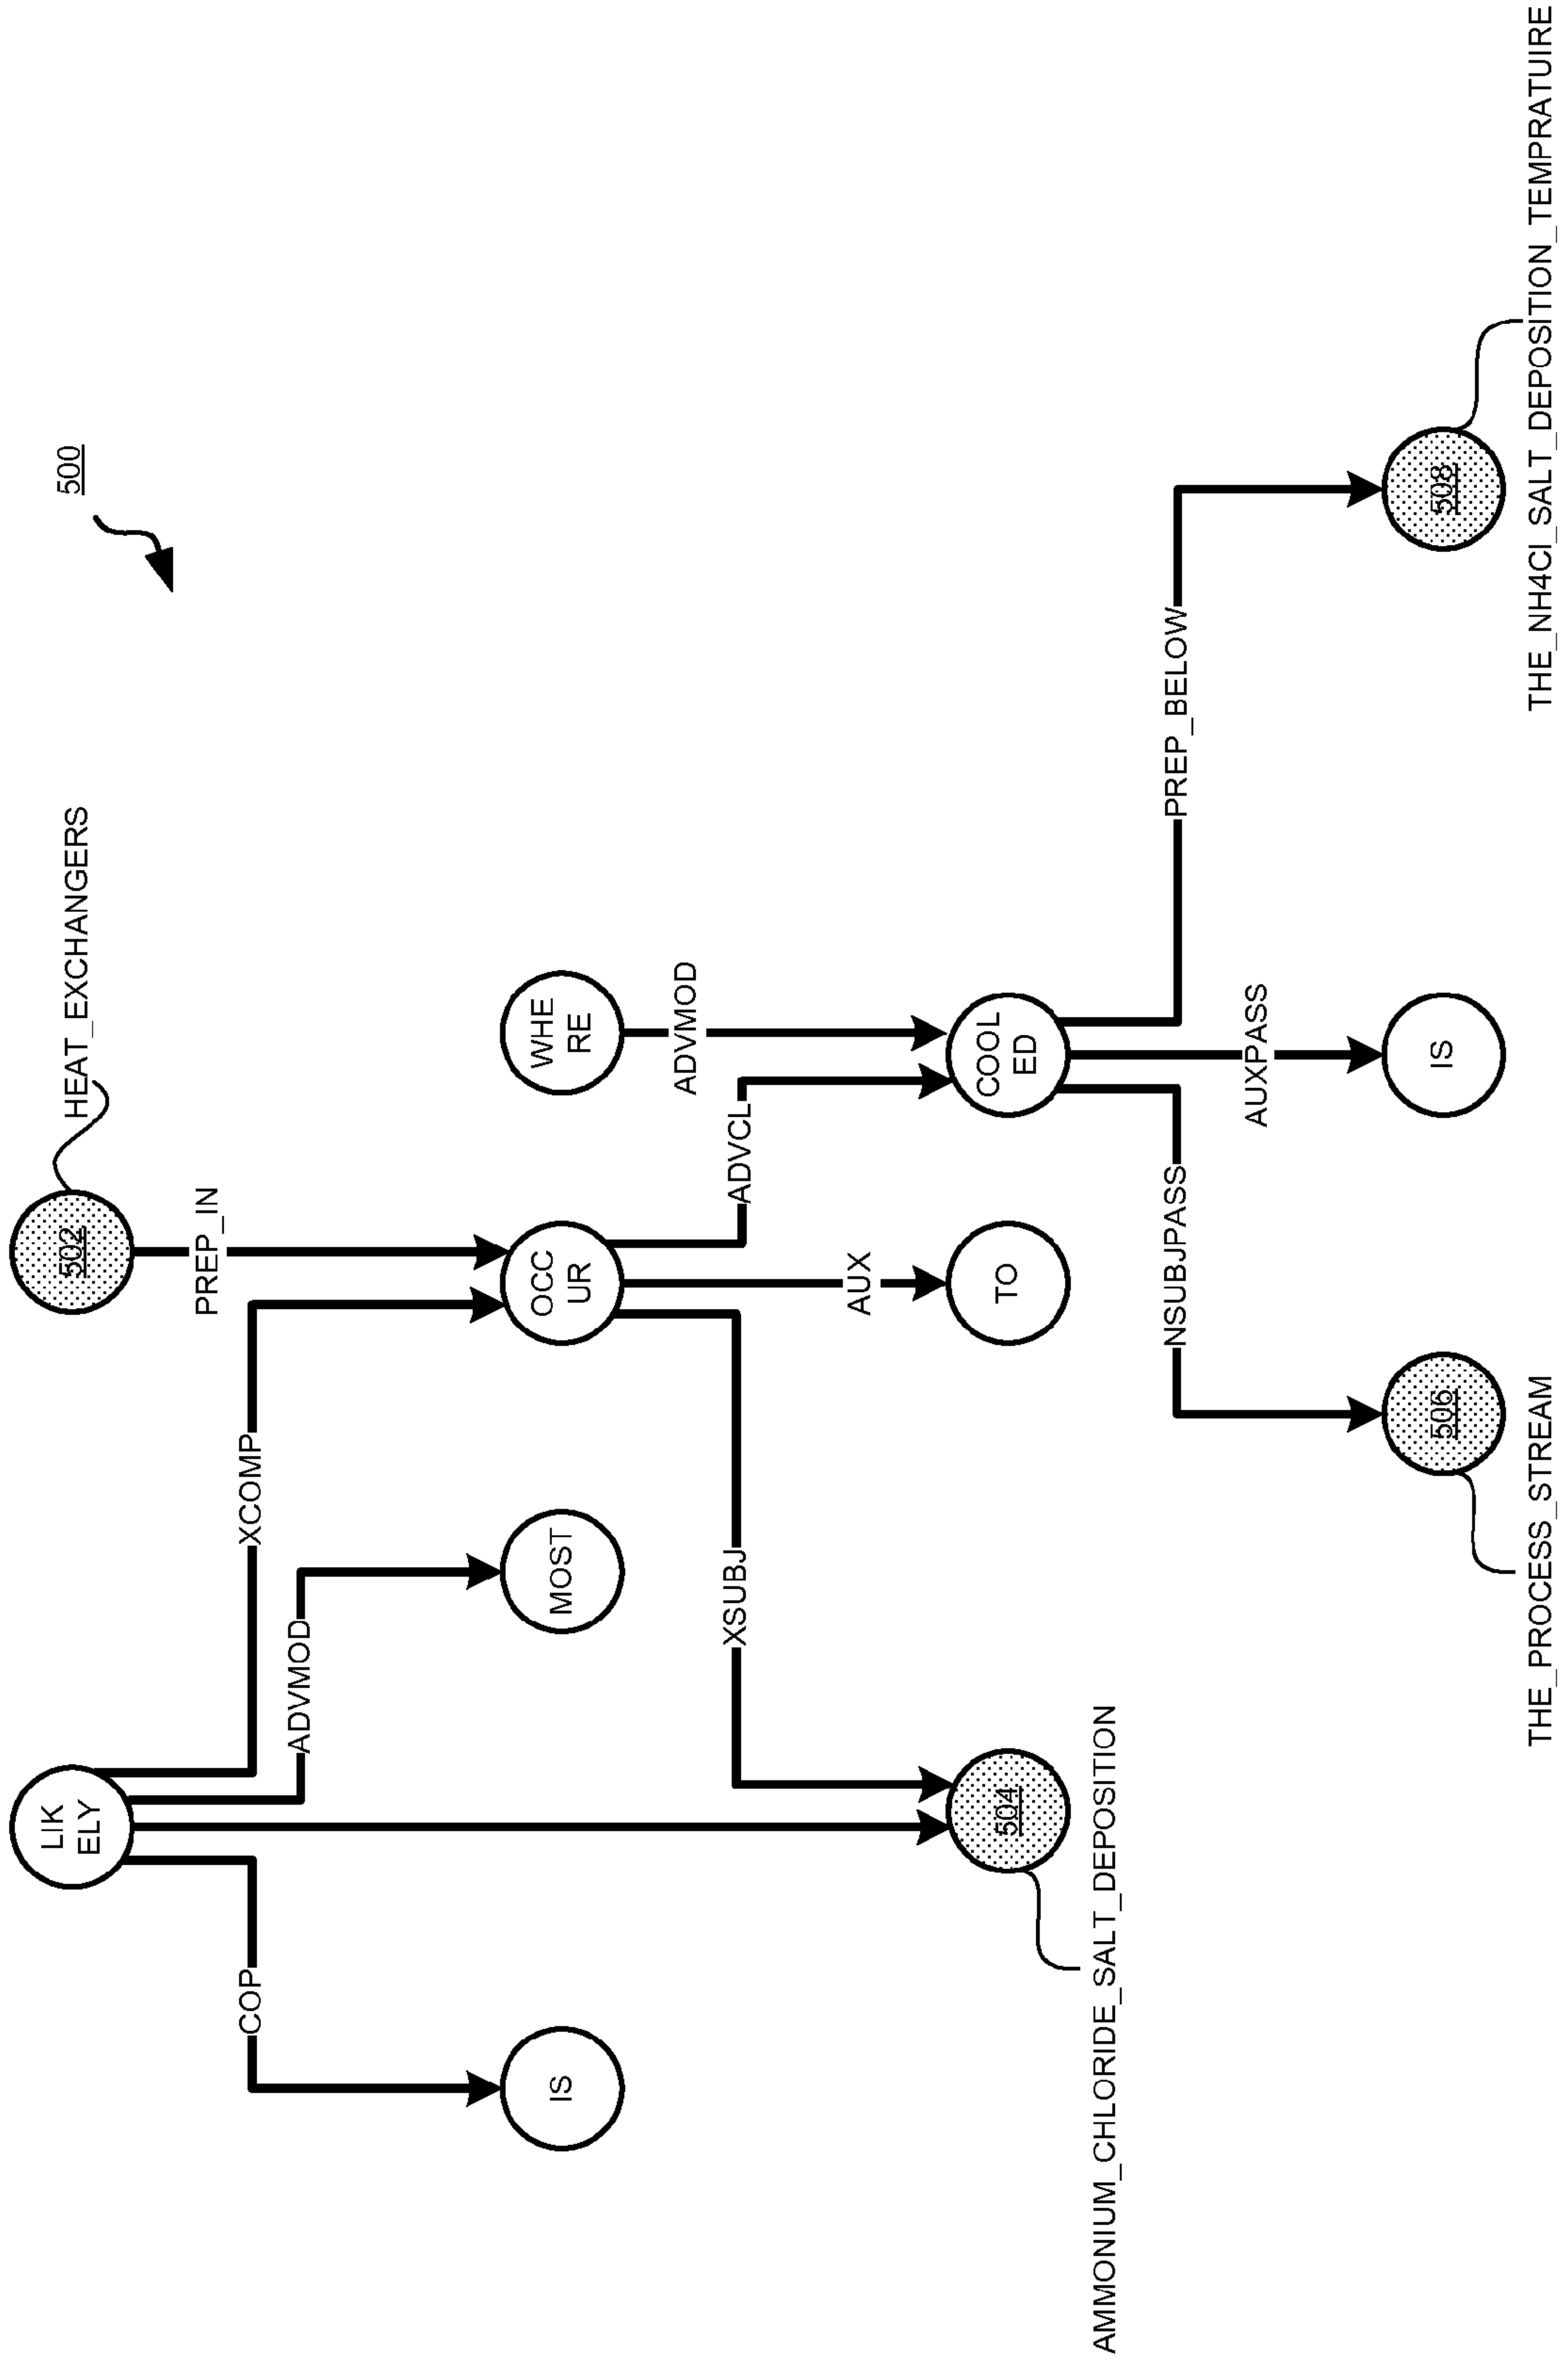 500
HEAT_EXCHANGERS
LIK
ELY
502
PREP_IN
COP
XCOMP
ADVMOD
IS
MOST
OCC
UR
WHE
RE
ADVMOD
XSUBJ
ADVCL
AUX
504
TO
COOL
ED
AMMONIUM_CHLORIDE_SALT_DEPOSITION
NSUBJPASS
PREP_BELOW
AUXPASS
506
IS
508
THE_PROCESS_STREAM
THE_NH4Cl_SALT_DEPOSITION_TEMPRATUIRE